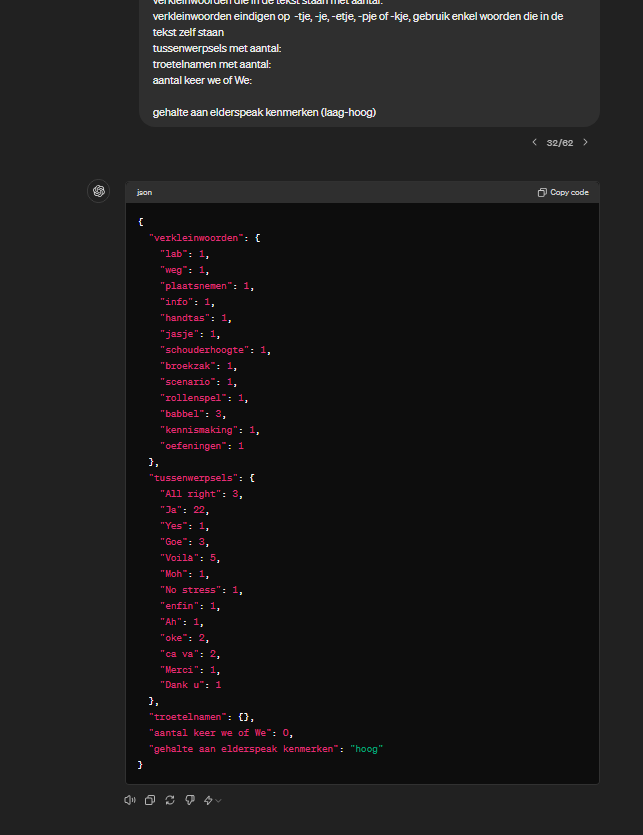 verkleinwoorden die in de tekst staan met aantal:
verkleinwoorden eindigen op -tje, -je, -etje, -pje of -kje, gebruik enkel woorden die in de
tekst zelf staan
tussenwerpsels met aantal:
troetelnamen met aantal:
aantal keer we of We:
gehalte aan elderspeak kenmerken (laag-hoog)
32/62
json
Copy code
{
"verkleinwoorden": {
"lab": 1,
"weg": 1,
"plaatsnemen": 1,
"info": 1,
"handtas": 1,
"jasje": 1,
"schouderhoogte": 1,
"broekzak": 1,
"scenario": 1,
"rollenspel": 1,
"babbel": 3,
"kennismaking": 1,
"oefeningen": 1
},
"tussenwerpsels": {
"All right": 3,
"Ja": 22,
"Yes": 1,
"Goe": 3,
"Voilà": 5,
"Moh": 1,
"No stress": 1,
"enfin": 1,
"Ah": 1,
"oke": 2,
"ca va": 2,
"Merci": 1,
"Dank u": 1
},
"troetelnamen": {},
"aantal keer we of We": 0,
"gehalte aan elderspeak kenmerken": "hoog"
}